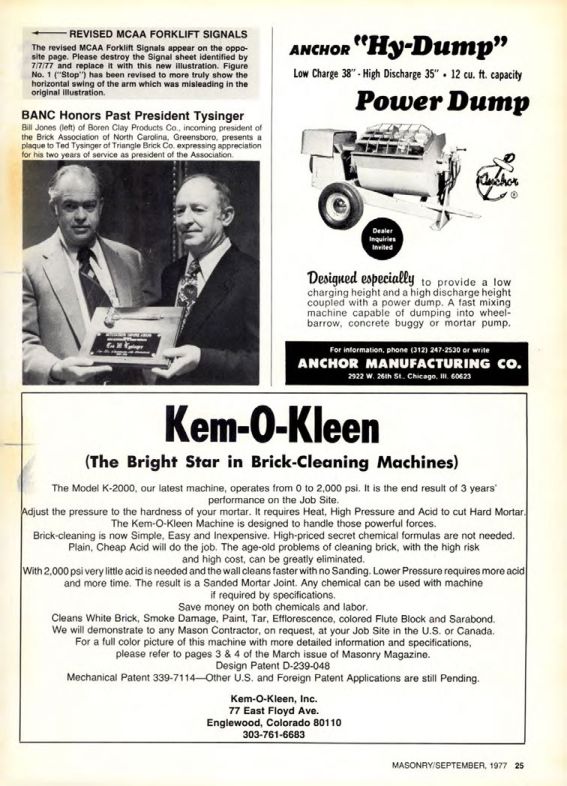 REVISED MCAA FORKLIFT SIGNALS
The revised MCAA Forklift Signals appear on the oppo-
site page. Please destroy the Signal sheet identified by
7/7/77 and replace it with this new illustration. Figure
No. 1 ("Stop") has been revised to more truly show the
horizontal swing of the arm which was misleading in the
original illustration.
BANC Honors Past President Tysinger
Bill Jones (left) of Boren Clay Products Co., incoming president of
the Brick Association of North Carolina, Greensboro, presents a
plaque to Ted Tysinger of Triangle Brick Co. expressing appreciation
for his two years of service as president of the Association.
ANCHOR "Hy-Dump"
Low Charge 38" - High Discharge 35" • 12 cu. ft. capacity
Power Dump
Anchor
®
Dealer
Inquiries
Invited
Designed especially to provide a low
charging height and a high discharge height
coupled with a power dump. A fast mixing
machine capable of dumping into wheel-
barrow, concrete buggy or mortar pump.
For information, phone (312) 247-2530 or write
ANCHOR MANUFACTURING CO.
2922 W. 26th St., Chicago, Ill. 60623
Kem-O-Kleen
(The Bright Star in Brick-Cleaning Machines)
The Model K-2000, our latest machine, operates from 0 to 2,000 psi. It is the end result of 3 years'
performance on the Job Site.
Adjust the pressure to the hardness of your mortar. It requires Heat, High Pressure and Acid to cut Hard Mortar.
The Kem-O-Kleen Machine is designed to handle those powerful forces.
Brick-cleaning is now Simple, Easy and Inexpensive. High-priced secret chemical formulas are not needed.
Plain, Cheap Acid will do the job. The age-old problems of cleaning brick, with the high risk
and high cost, can be greatly eliminated.
With 2,000 psi very little acid is needed and the wall cleans faster with no Sanding. Lower Pressure requires more acid
and more time. The result is a Sanded Mortar Joint. Any chemical can be used with machine
if required by specifications.
Save money on both chemicals and labor.
Cleans White Brick, Smoke Damage, Paint, Tar, Efflorescence, colored Flute Block and Sarabond.
We will demonstrate to any Mason Contractor, on request, at your Job Site in the U.S. or Canada.
For a full color picture of this machine with more detailed information and specifications,
please refer to pages 3 & 4 of the March issue of Masonry Magazine.
Design Patent D-239-048
Mechanical Patent 339-7114—Other U.S. and Foreign Patent Applications are still Pending.
Kem-O-Kleen, Inc.
77 East Floyd Ave.
Englewood, Colorado 80110
303-761-6683
MASONRY/SEPTEMBER, 1977 25